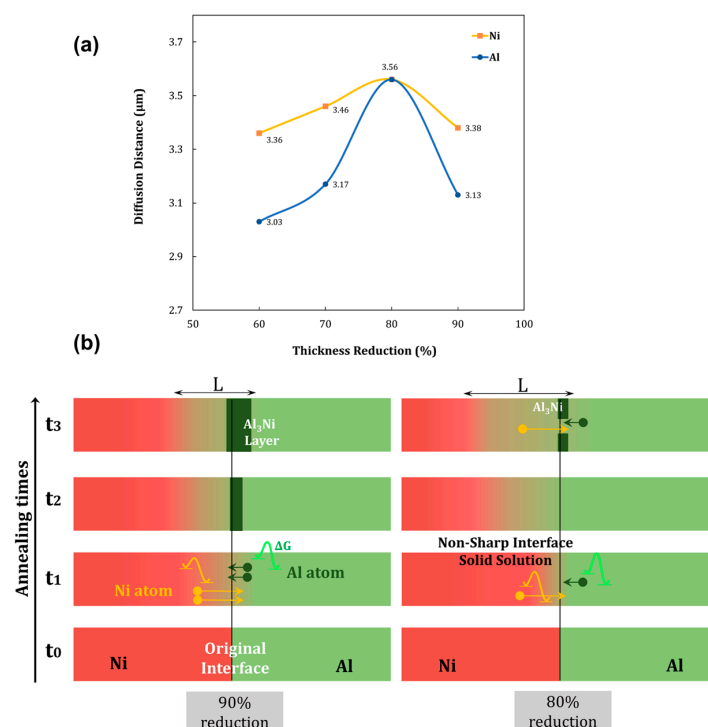 (a)
3.7
3.5
3.3
3.1
2.9
2.7
Diffusion Distance (µm)
Ni
Al
3.56
3.46
3.36
3.38
3.17
3.13
3.03
50
60
70
80
90
100
Thickness Reduction (%)
(b)
Annealing times
L
L
t3
Al3Ni
Layer
Al3Ni
t2
t1
ΔG
Ni atom
Al atom
Non-Sharp Interface
Solid Solution
t0
Ni
Original
Interface
Al
Ni
Al
90%
reduction
80%
reduction